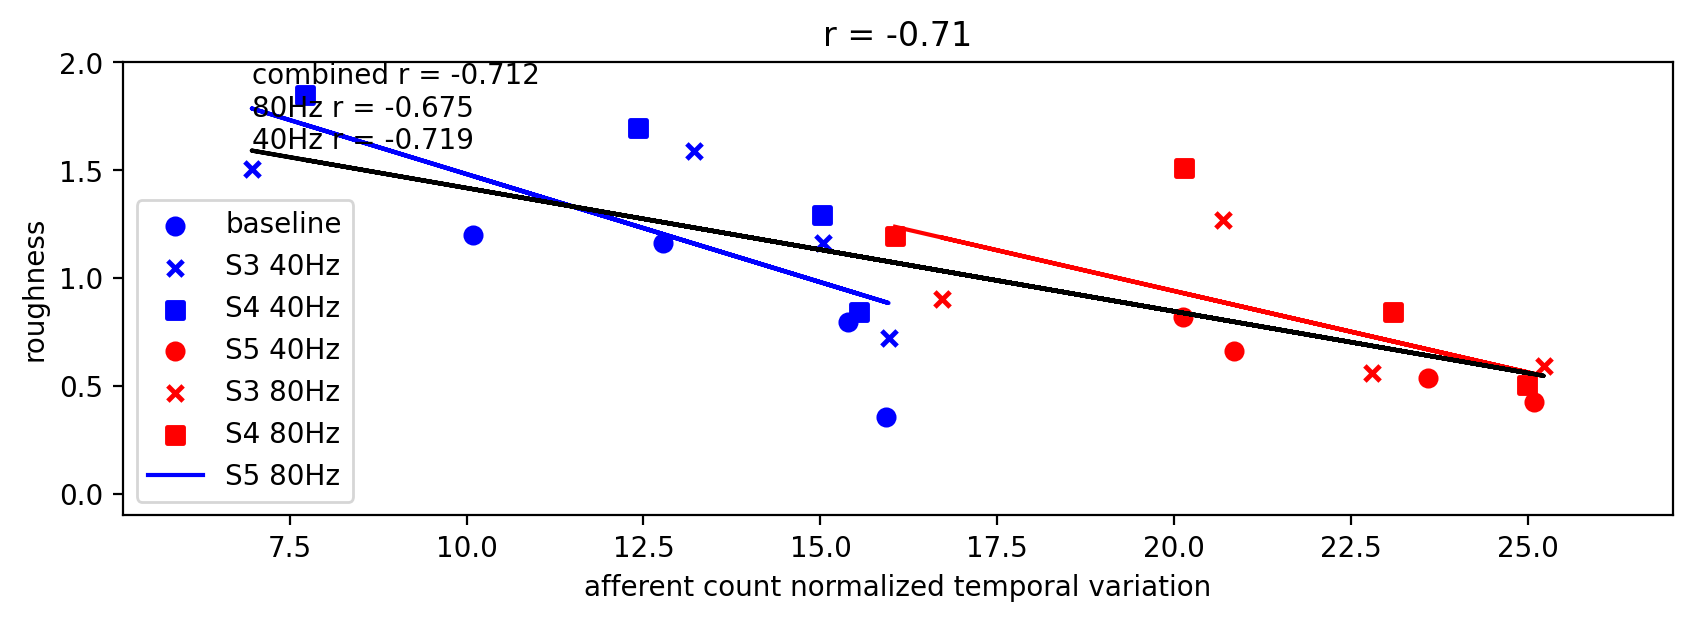 r = -0.71
combined r = -0.712
80Hz r = -0.675
40Hz r = -0.719
2.0
1.5
1.0
0.5
0.0
roughness
baseline
S3 40Hz
S4 40Hz
S5 40Hz
S3 80Hz
S4 80Hz
S5 80Hz
7.5 10.0 12.5 15.0 17.5 20.0 22.5 25.0
afferent count normalized temporal variation